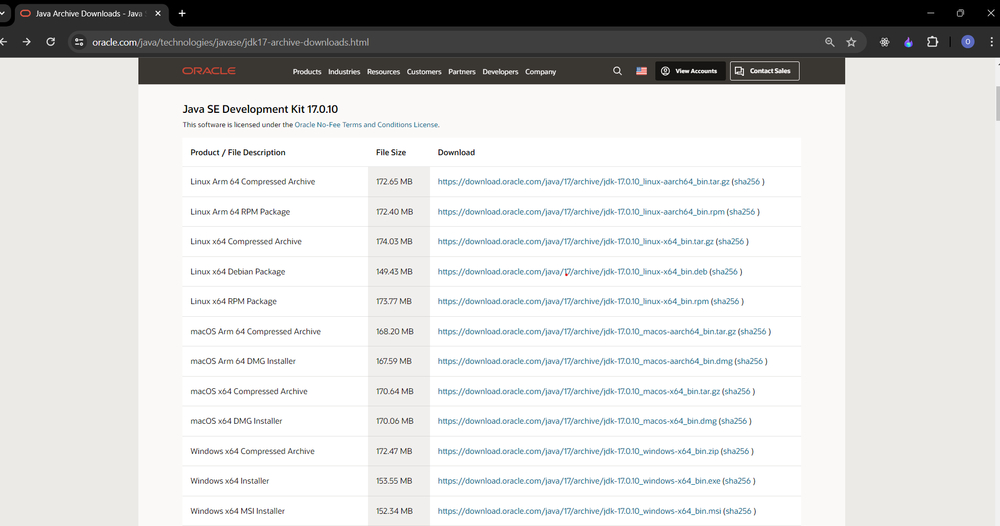 Java Archive Downloads - Java
oracle.com/java/technologies/javase/jdk17-archive-downloads.html
O
ORACLE
Products Industries Resources Customers Partners Developers Company
View Accounts
Contact Sales
Java SE Development Kit 17.0.10
This software is licensed under the Oracle No-Fee Terms and Conditions License.
Product / File Description File Size Download
Linux Arm 64 Compressed Archive 172.65 MB https://download.oracle.com/java/17/archive/jdk-17.0.10_linux-aarch64_bin.tar.gz (sha256 )
Linux Arm 64 RPM Package 172.40 MB https://download.oracle.com/java/17/archive/jdk-17.0.10_linux-aarch64_bin.rpm (sha256 )
Linux x64 Compressed Archive 174.03 MB https://download.oracle.com/java/17/archive/jdk-17.0.10_linux-x64_bin.tar.gz (sha256 )
Linux x64 Debian Package 149.43 MB https://download.oracle.com/java/17/archive/jdk-17.0.10_linux-x64_bin.deb (sha256 )
Linux x64 RPM Package 173.77 MB https://download.oracle.com/java/17/archive/jdk-17.0.10_linux-x64_bin.rpm (sha256 )
macOS Arm 64 Compressed Archive 168.20 MB https://download.oracle.com/java/17/archive/jdk-17.0.10_macos-aarch64_bin.tar.gz (sha256 )
macOS Arm 64 DMG Installer 167.59 MB https://download.oracle.com/java/17/archive/jdk-17.0.10_macos-aarch64_bin.dmg (sha256 )
macOS x64 Compressed Archive 170.64 MB https://download.oracle.com/java/17/archive/jdk-17.0.10_macos-x64_bin.tar.gz (sha256 )
macOS x64 DMG Installer 170.06 MB https://download.oracle.com/java/17/archive/jdk-17.0.10_macos-x64_bin.dmg (sha256 )
Windows x64 Compressed Archive 172.47 MB https://download.oracle.com/java/17/archive/jdk-17.0.10_windows-x64_bin.zip (sha256 )
Windows x64 Installer 153.55 MB https://download.oracle.com/java/17/archive/jdk-17.0.10_windows-x64_bin.exe (sha256 )
Windows x64 MSI Installer 152.34 MB https://download.oracle.com/java/17/archive/jdk-17.0.10_windows-x64_bin.msi (sha256 )